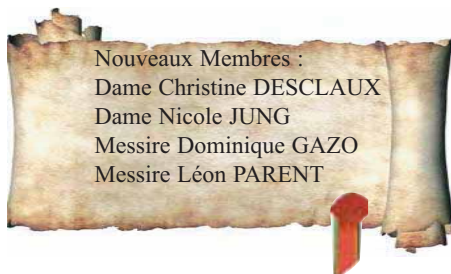 Nouveaux Membres :
Dame Christine DESCLAUX
Dame Nicole JUNG
Messire Dominique GAZO
Messire Léon PARENT